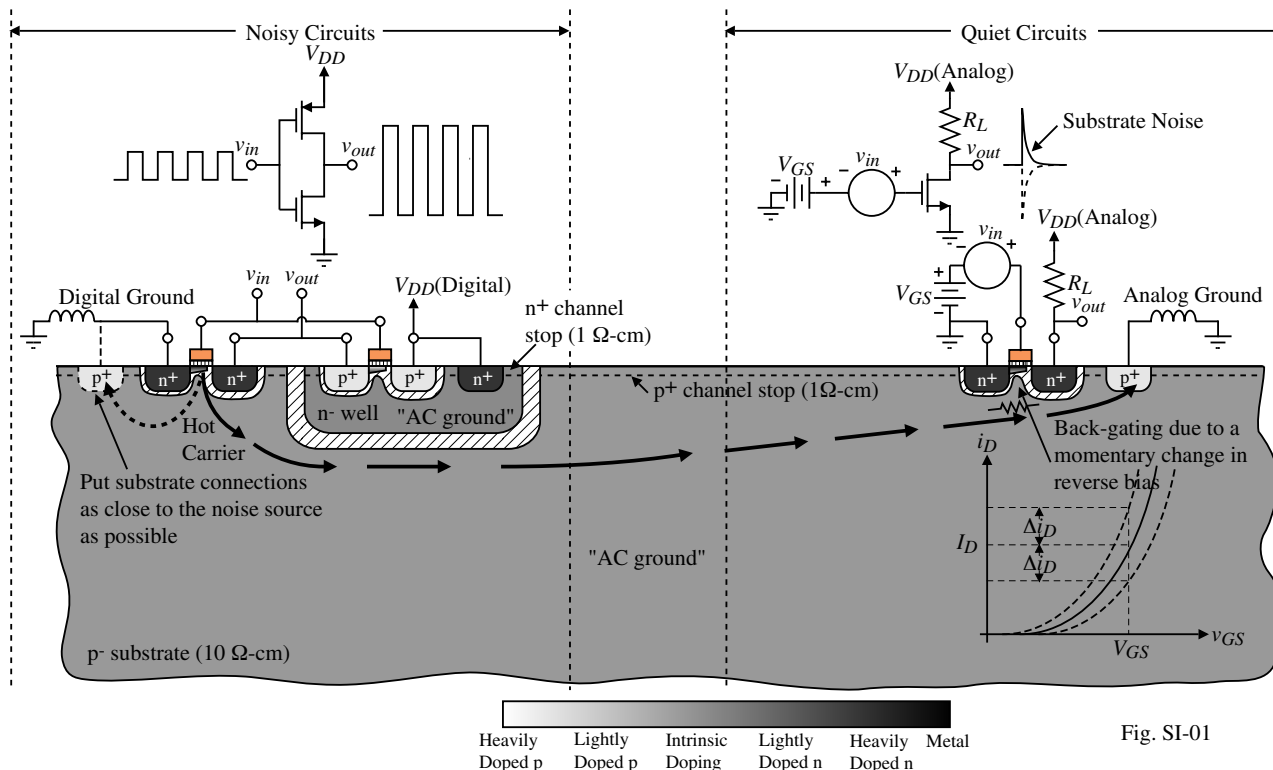 Noisy Circuits
Quiet Circuits
VDD
vin
vout
VDD(Analog)
RL
vout
Substrate Noise
VGS
vin
− +
− +
VDD(Analog)
vin
− +
+
VGS
−
RL
vout
Analog Ground
vin
vout
Digital Ground
VDD(Digital)
n+ channel
stop (1 Ω-cm)
p+
n+
n+
p+
p+
n+
n+
n+
p+
p+ channel stop (1Ω-cm)
n- well
"AC ground"
Hot
Carrier
Put substrate connections
as close to the noise source
as possible
Back-gating due to a
momentary change in
reverse bias
iD
ΔiD
ID
ΔiD
VGS
vGS
"AC ground"
p- substrate (10 Ω-cm)
Heavily
Doped p
Lightly
Doped p
Intrinsic
Doping
Lightly
Doped n
Heavily
Doped n
Metal
Fig. SI-01